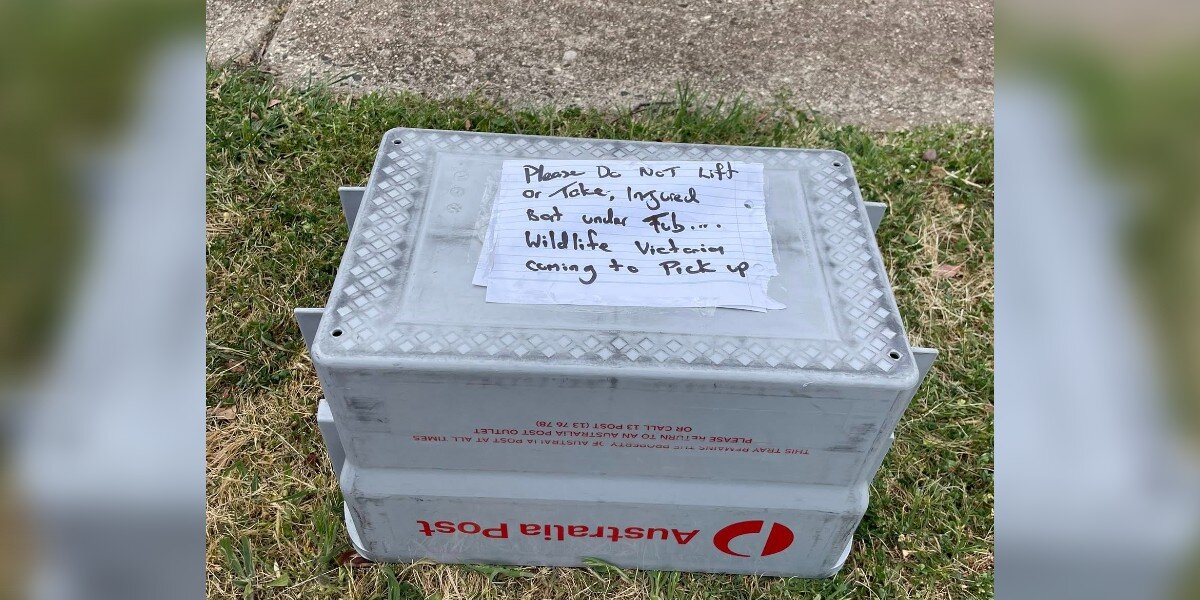 Please Do NOT Lift
or Take, Injured
Bat under Tub....
Wildlife Victoria
coming to Pick up
THIS TRAY REMAINS THE PROPERTY OF AUSTRALIA POST AT ALL TIMES
PLEASE RETURN TO AN AUSTRALIA POST OUTLET
OR CALL 13 POST (13 76 78)
Australia Post